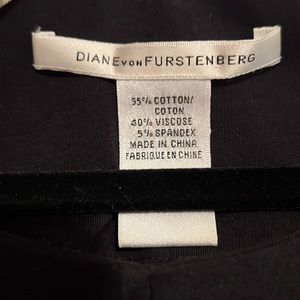 DIANE VON FURSTENBERG
55% COTTON/
COTON
40% VISCOSE
5% SPANDEX
MADE IN CHINA
FABRIQUE EN CHINE